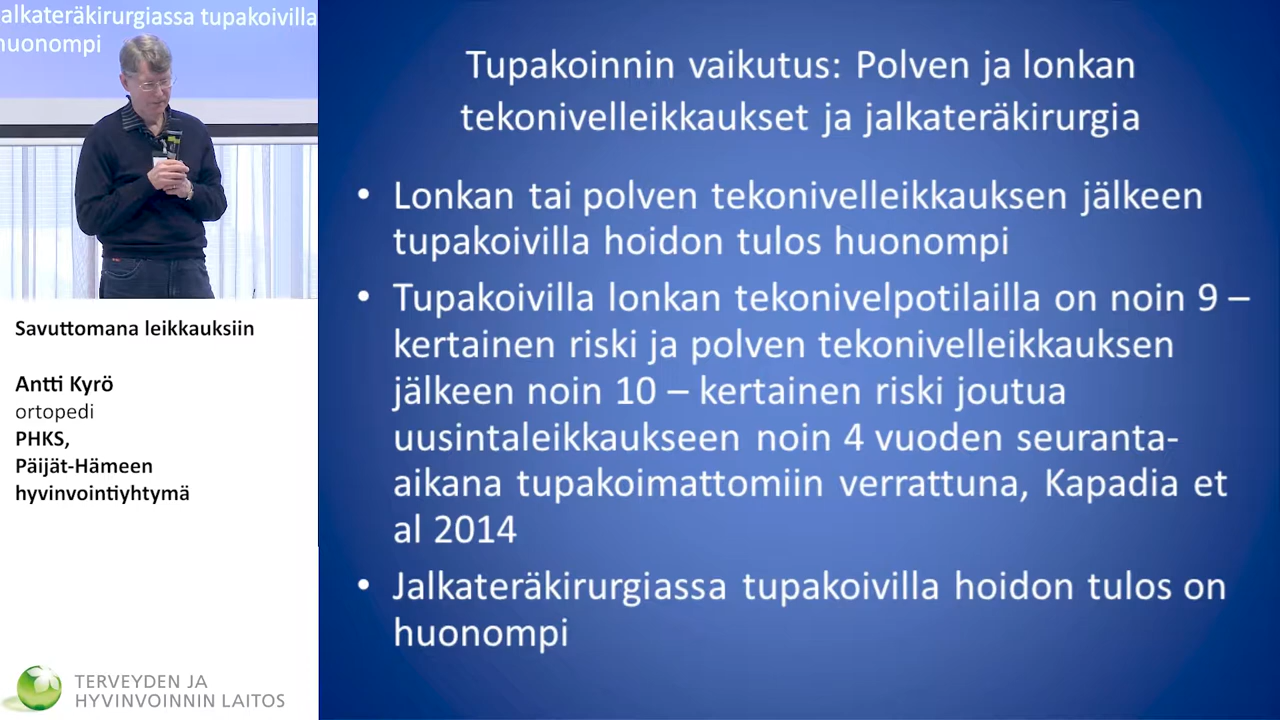 alkateräkirurgiassa tupakoivilla
huonompi
Savuttomana leikkauksiin
Antti Kyrö
ortopedi
PHKS,
Päijät-Hämeen
hyvinvointiyhtymä
TERVEYDEN JA
HYVINVOINNIN LAITOS
Tupakoinnin vaikutus: Polven ja lonkan
tekonivelleikkaukset ja jalkateräkirurgia
• Lonkan tai polven tekonivelleikkauksen jälkeen
tupakoivilla hoidon tulos huonompi
• Tupakoivilla lonkan tekonivelpotilailla on noin 9 –
kertainen riski ja polven tekonivelleikkauksen
jälkeen noin 10 – kertainen riski joutua
uusintaleikkaukseen noin 4 vuoden seuranta-
aikana tupakoimattomiin verrattuna, Kapadia et
al 2014
• Jalkateräkirurgiassa tupakoivilla hoidon tulos on
huonompi